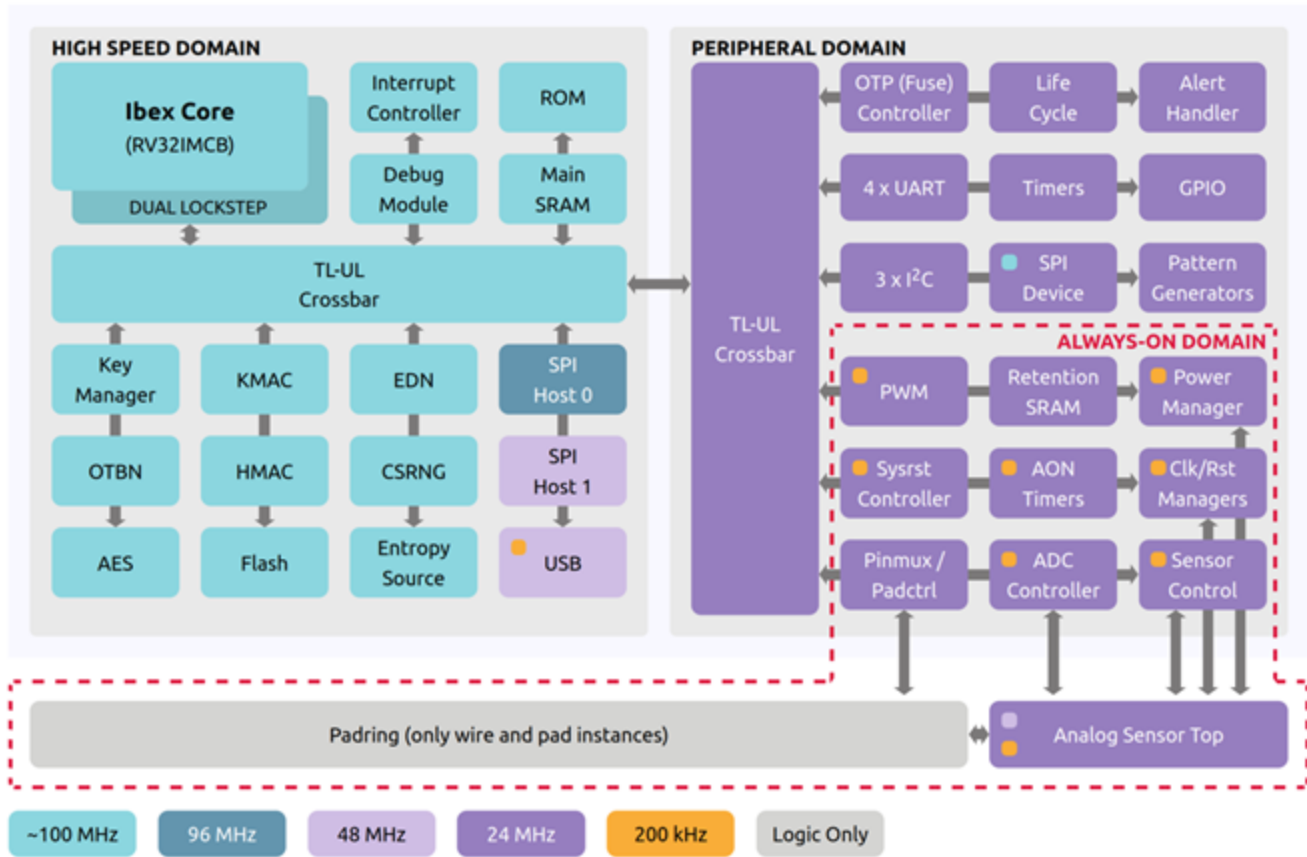 HIGH SPEED DOMAIN
Ibex Core
(RV32IMCB)
DUAL LOCKSTEP
Interrupt
Controller
ROM
Debug
Module
Main
SRAM
TL-UL
Crossbar
Key
Manager
KMAC
EDN
SPI
Host 0
OTBN
HMAC
CSRNG
SPI
Host 1
AES
Flash
Entropy
Source
USB
PERIPHERAL DOMAIN
TL-UL
Crossbar
OTP (Fuse)
Controller
Life
Cycle
Alert
Handler
4 x UART
Timers
GPIO
3 x I²C
SPI
Device
Pattern
Generators
ALWAYS-ON DOMAIN
PWM
Retention
SRAM
Power
Manager
Sysrst
Controller
AON
Timers
Clk/Rst
Managers
Pinmux /
Padctrl
ADC
Controller
Sensor
Control
Padring (only wire and pad instances)
Analog Sensor Top
~100 MHz
96 MHz
48 MHz
24 MHz
200 kHz
Logic Only